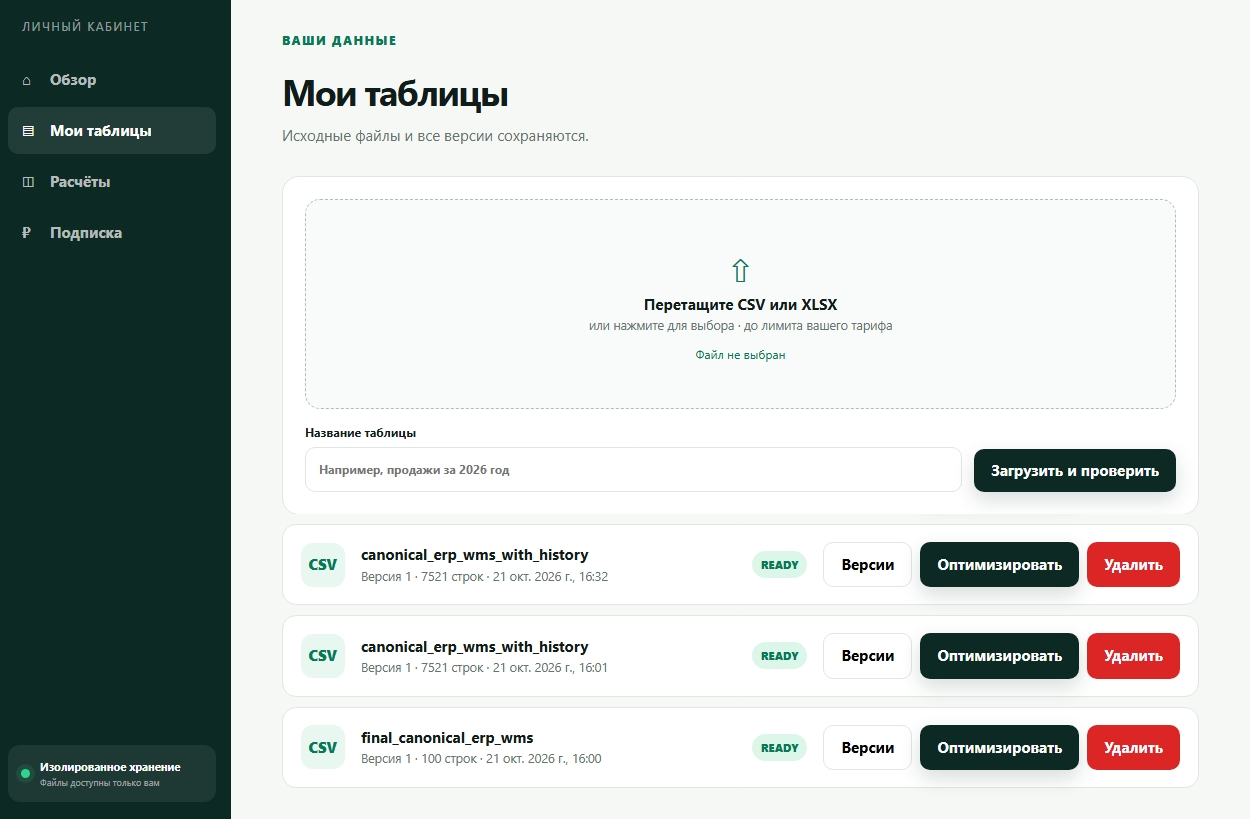 ЛИЧНЫЙ КАБИНЕТ
Обзор
Мои таблицы
Расчёты
₽ Подписка
Изолированное хранение
Файлы доступны только вам
ВАШИ ДАННЫЕ
Мои таблицы
Исходные файлы и все версии сохраняются.
Перетащите CSV или XLSX
или нажмите для выбора · до лимита вашего тарифа
Файл не выбран
Название таблицы
Например, продажи за 2026 год
Загрузить и проверить
CSV canonical_erp_wms_with_history READY Версии Оптимизировать Удалить
Версия 1 · 7521 строк · 21 окт. 2026 г., 16:32
CSV canonical_erp_wms_with_history READY Версии Оптимизировать Удалить
Версия 1 · 7521 строк · 21 окт. 2026 г., 16:01
CSV final_canonical_erp_wms READY Версии Оптимизировать Удалить
Версия 1 · 100 строк · 21 окт. 2026 г., 16:00